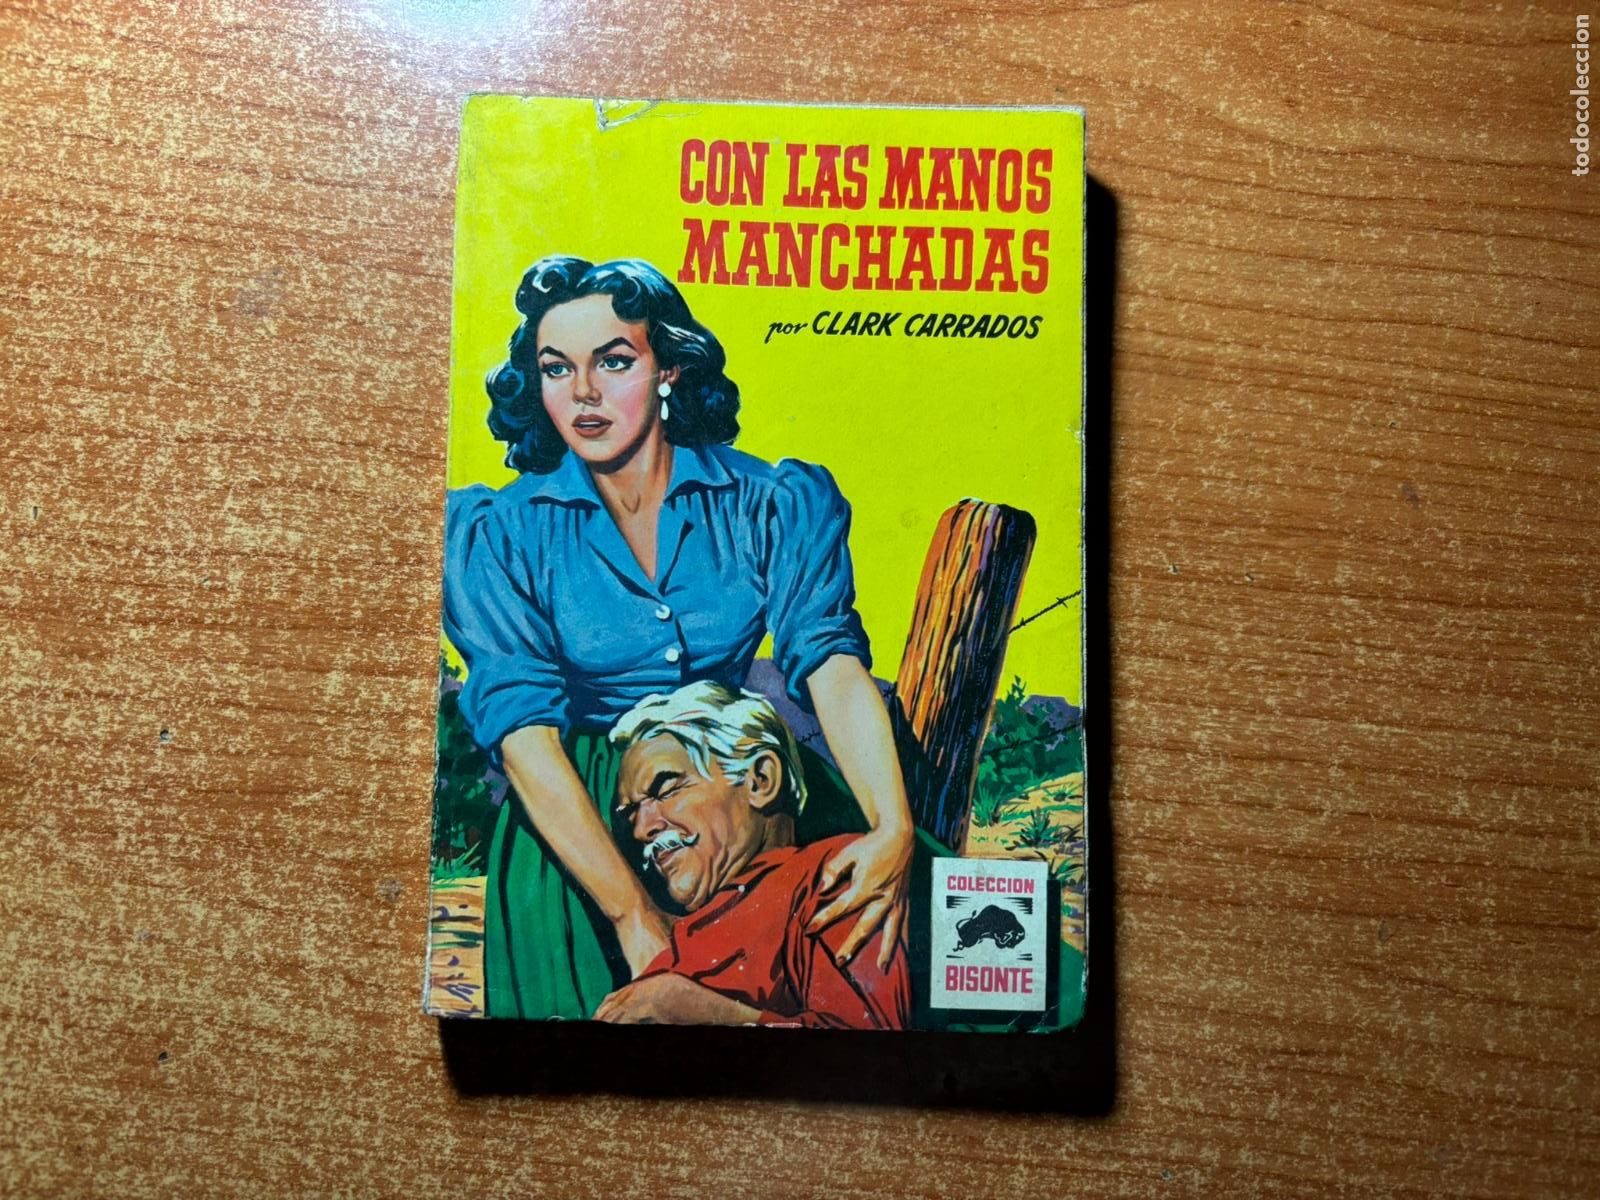 CON LAS MANOS
MANCHADAS
por CLARK CARRADOS
COLECCION
BISONTE
todocoleccion